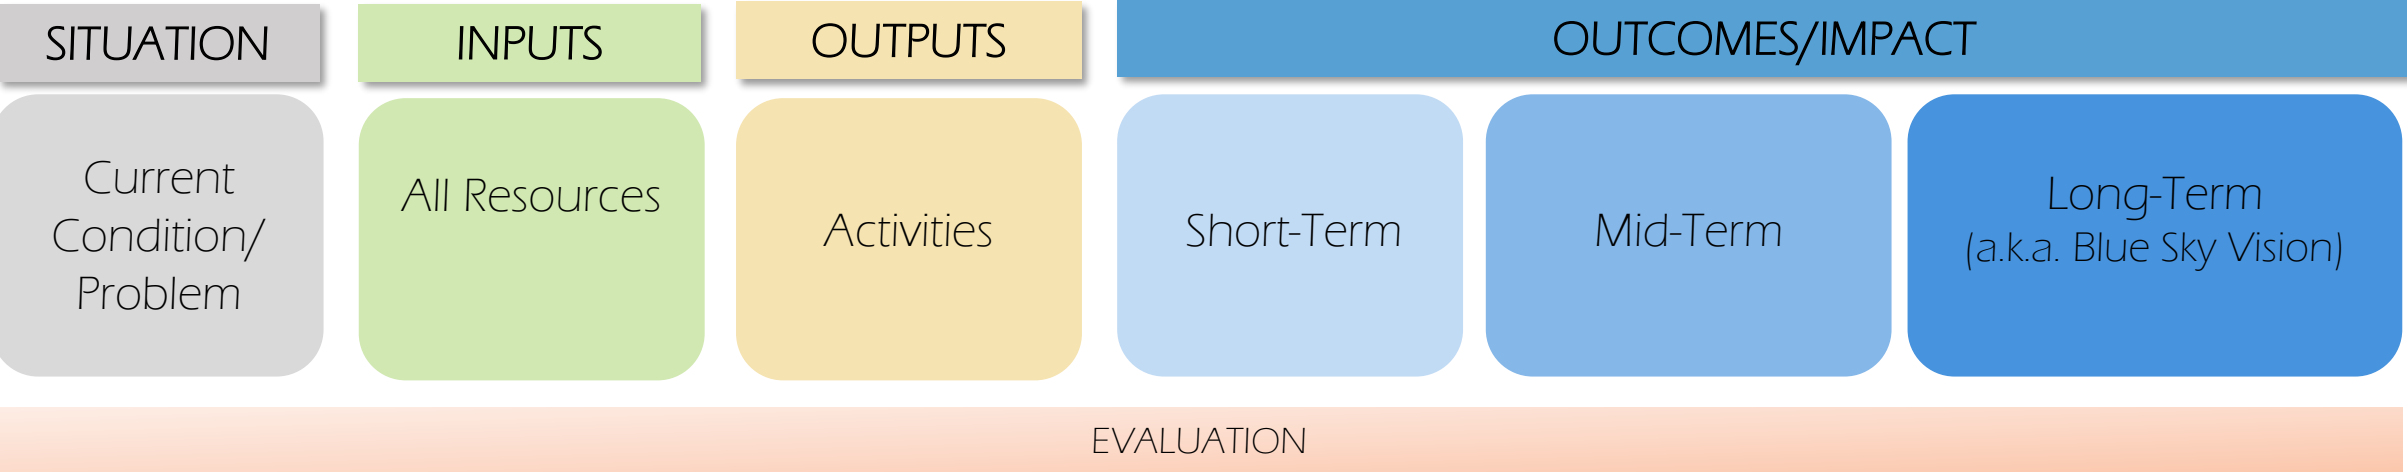 SITUATION
INPUTS
OUTPUTS
OUTCOMES/IMPACT
Current
Condition/
Problem
All Resources
Activities
Short-Term
Mid-Term
Long-Term
(a.k.a. Blue Sky Vision)
EVALUATION